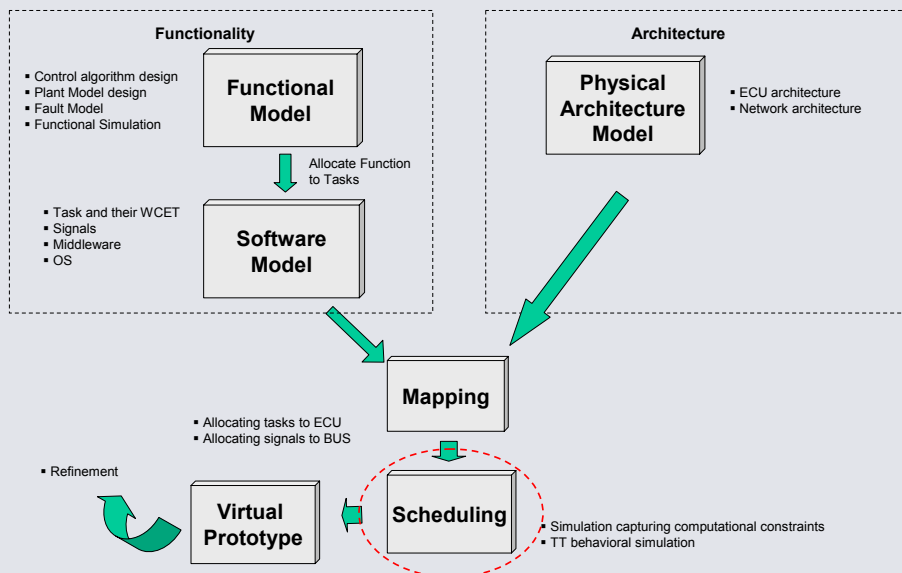 Functionality
Architecture
▪ Control algorithm design
▪ Plant Model design
▪ Fault Model
▪ Functional Simulation
Functional
Model
Physical
Architecture
Model
▪ ECU architecture
▪ Network architecture
Allocate Function
to Tasks
▪ Task and their WCET
▪ Signals
▪ Middleware
▪ OS
Software
Model
Mapping
▪ Allocating tasks to ECU
▪ Allocating signals to BUS
▪ Refinement
Virtual
Prototype
Scheduling
▪ Simulation capturing computational constraints
▪ TT behavioral simulation